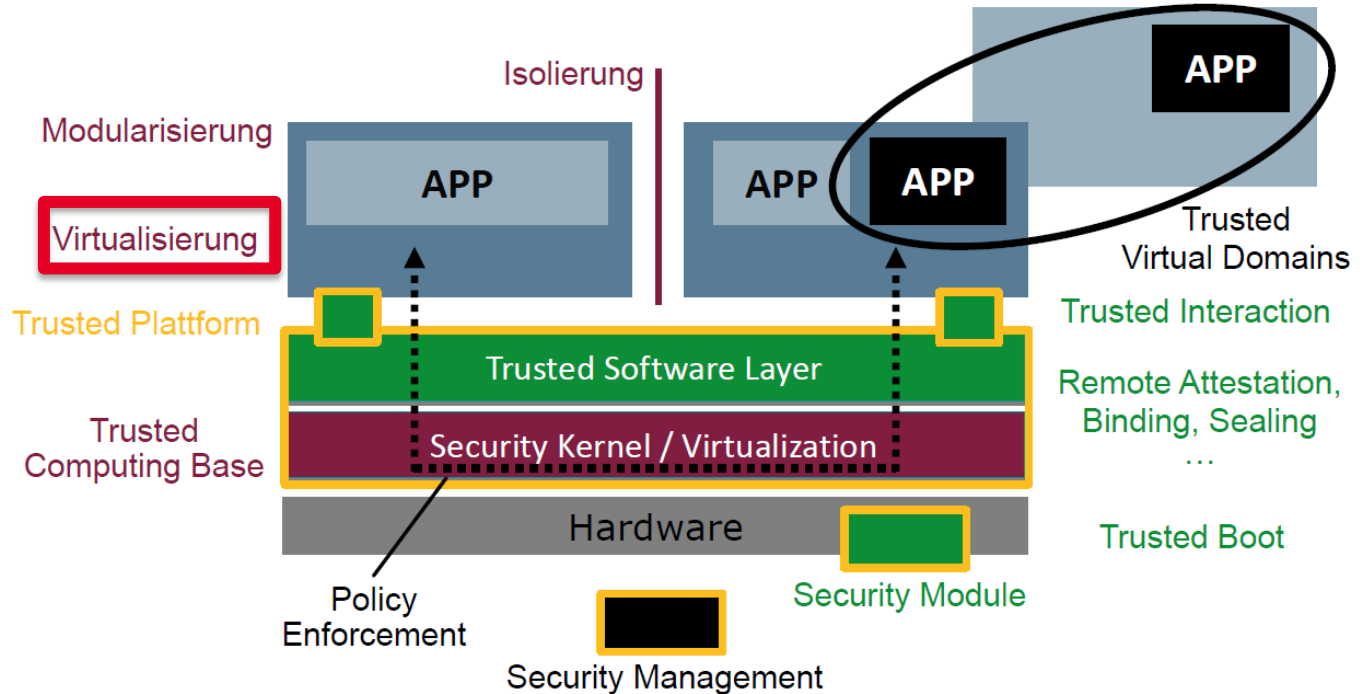 Isolierung
APP
Modularisierung
APP
APP
APP
Virtualisierung
Trusted
Virtual Domains
Trusted Plattform
Trusted Interaction
Trusted Software Layer
Remote Attestation,
Binding, Sealing
…
Trusted
Computing Base
Security Kernel / Virtualization
Hardware
Trusted Boot
Policy
Enforcement
Security Module
Security Management